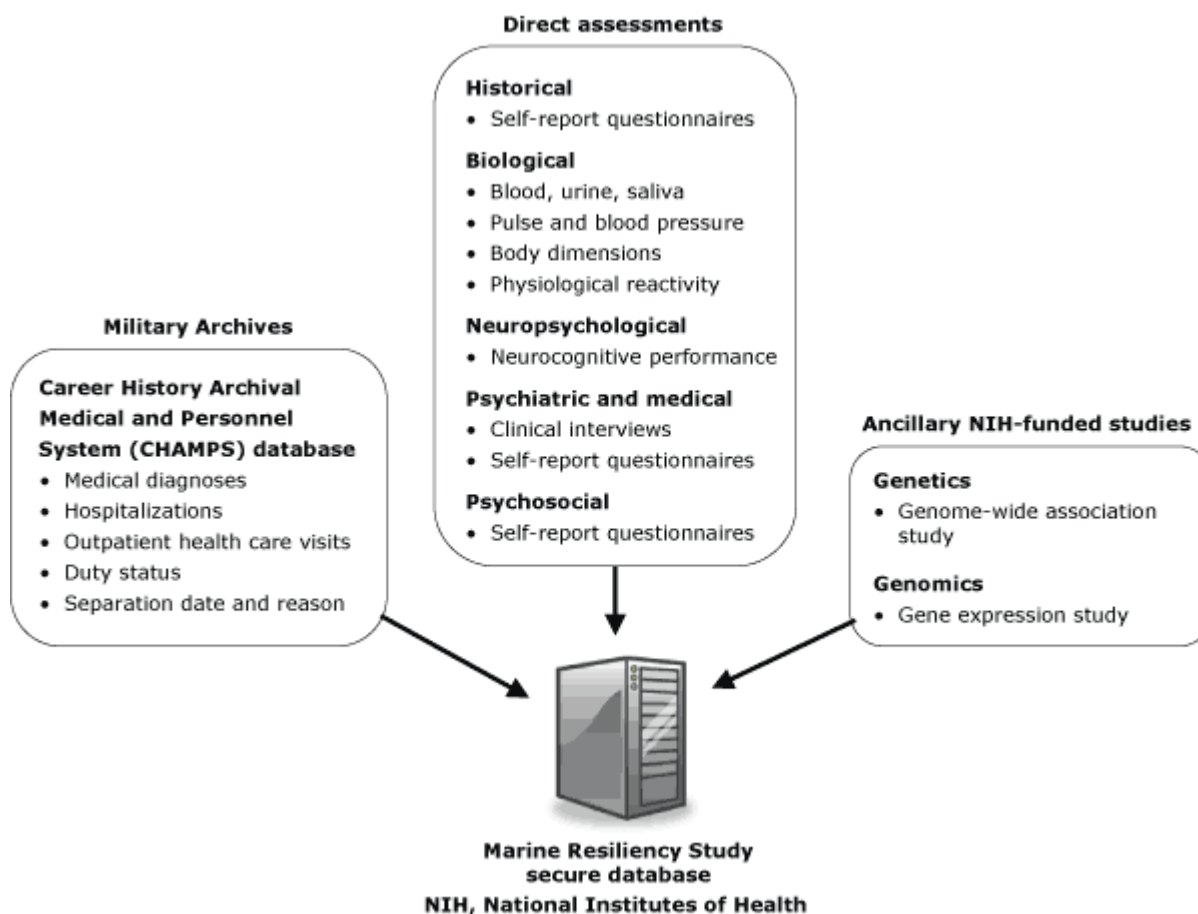 Direct assessments
Historical
• Self-report questionnaires
Biological
• Blood, urine, saliva
• Pulse and blood pressure
• Body dimensions
• Physiological reactivity
Neuropsychological
• Neurocognitive performance
Psychiatric and medical
• Clinical interviews
• Self-report questionnaires
Psychosocial
• Self-report questionnaires
Military Archives
Career History Archival
Medical and Personnel
System (CHAMPS) database
• Medical diagnoses
• Hospitalizations
• Outpatient health care visits
• Duty status
• Separation date and reason
Ancillary NIH-funded studies
Genetics
• Genome-wide association
study
Genomics
• Gene expression study
Marine Resiliency Study
secure database
NIH, National Institutes of Health